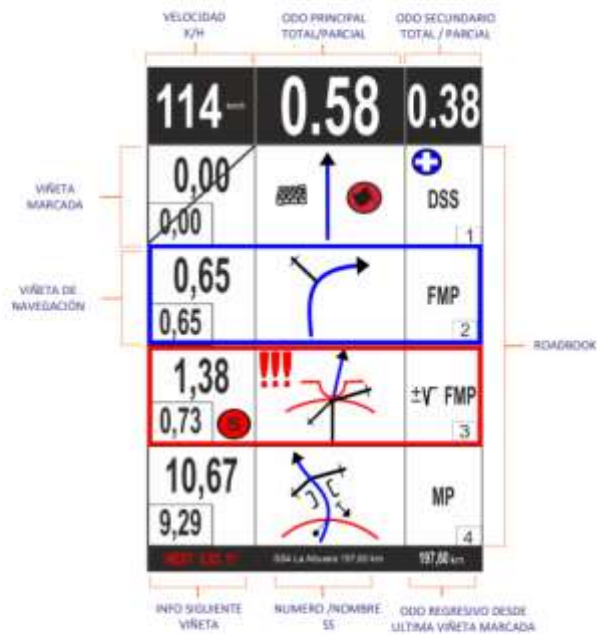 VELOCIDAD
K/H
ODO PRINCIPAL
TOTAL/PARCIAL
ODO SECUNDARIO
TOTAL / PARCIAL
114 km/h
0.58
0.38
VIÑETA
MARCADA
0,00
0,00
DSS
1
VIÑETA DE
NAVEGACIÓN
0,65
0,65
FMP
2
ROADBOOK
1,38
!!!
0,73
S
FMP
3
10,67
9,29
MP
4
197,60 km
INFO SIGUIENTE
VIÑETA
NUMERO /NOMBRE
SS
ODO REGRESIVO DESDE
ULTIMA VIÑETA MARCADA